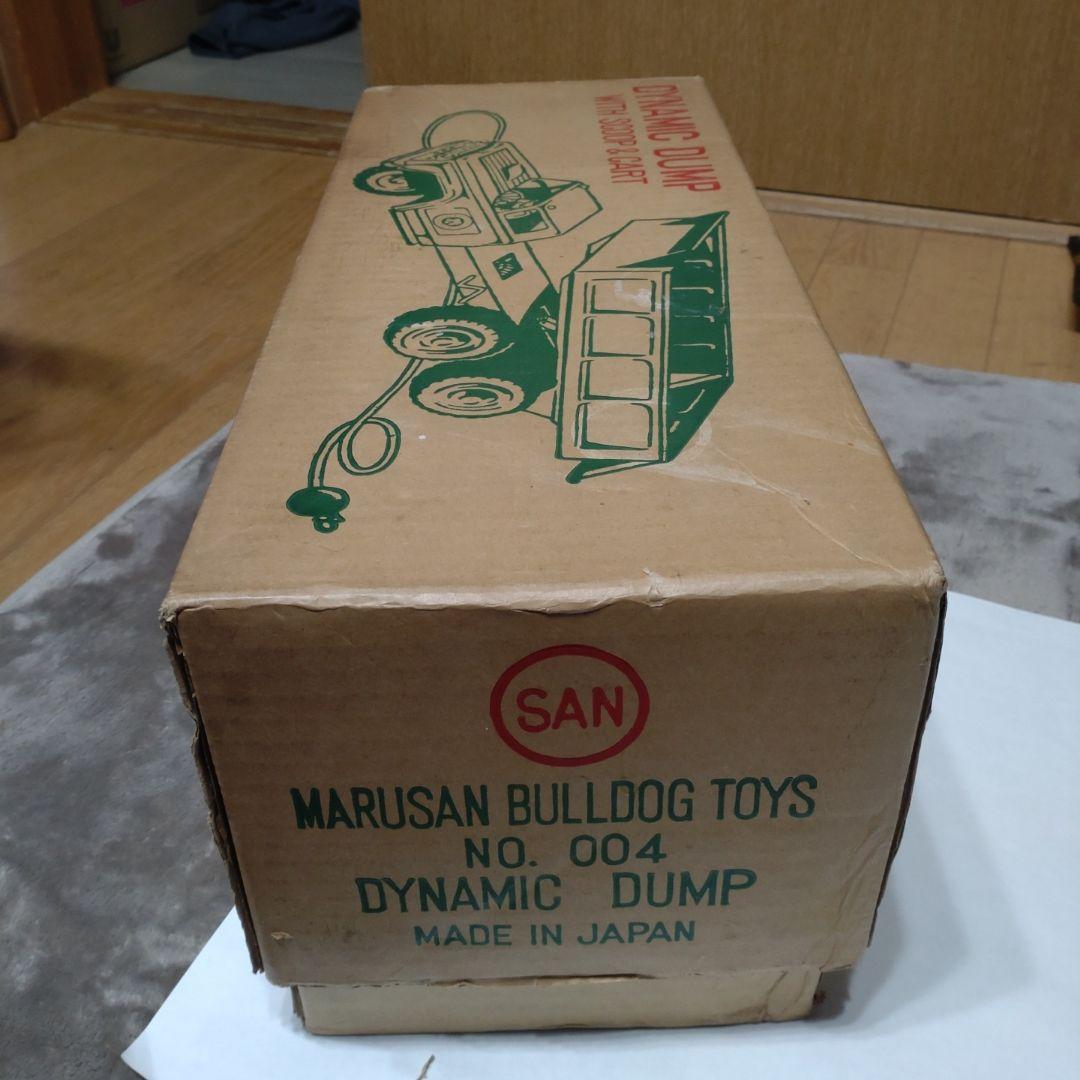 DYNAMIC DUMP
WITH SCOOP & CART
SAN
MARUSAN BULLDOG TOYS
NO. 004
DYNAMIC DUMP
MADE IN JAPAN